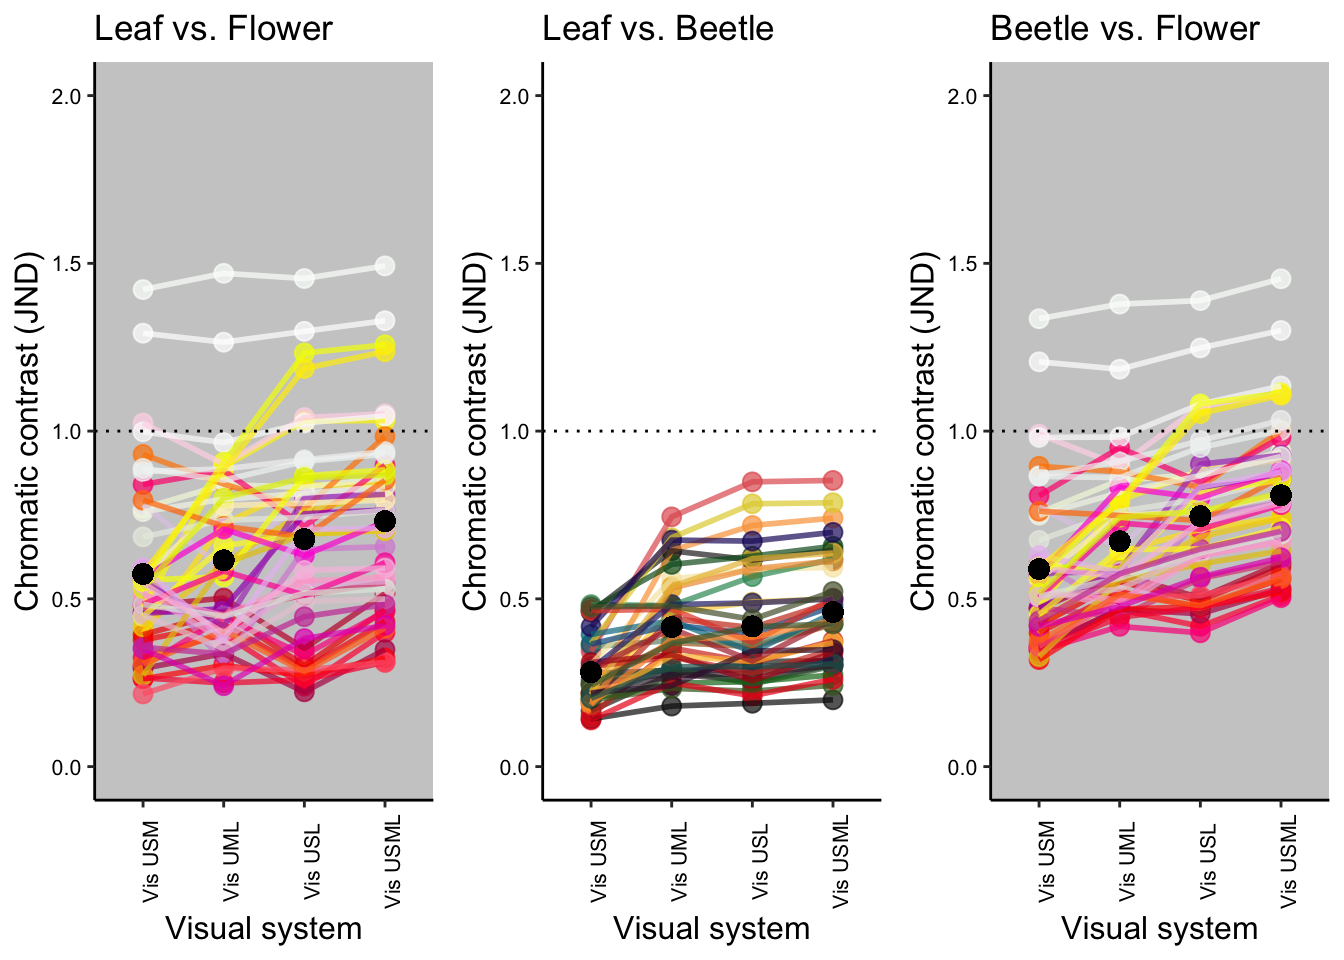 Leaf vs. Flower
Chromatic contrast (JND)
2.0
1.5
1.0
0.5
0.0
Vis USM
Vis UML
Vis USL
Vis USML
Visual system
Leaf vs. Beetle
Chromatic contrast (JND)
2.0
1.5
1.0
0.5
0.0
Vis USM
Vis UML
Vis USL
Vis USML
Visual system
Beetle vs. Flower
Chromatic contrast (JND)
2.0
1.5
1.0
0.5
0.0
Vis USM
Vis UML
Vis USL
Vis USML
Visual system